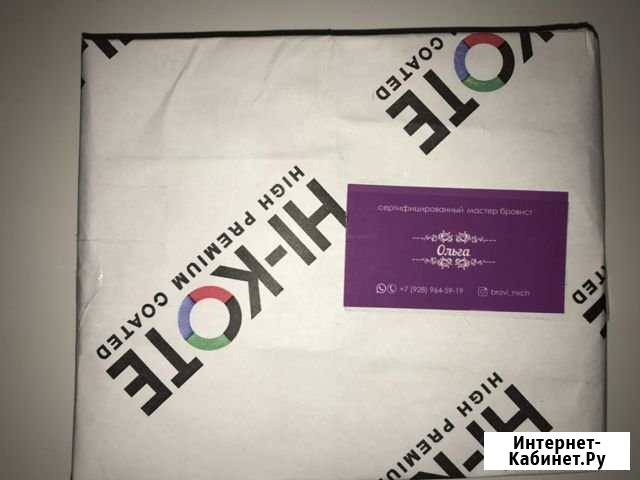 HI-KOTE
COATED
HI-KOTE
HIGH PREMIUM COATED
сертифицированный мастер бровист
Ольга
+7 (928) 964-59-19
HI-
HIGH PREMIUM
Интернет-
Кабинет.Ру